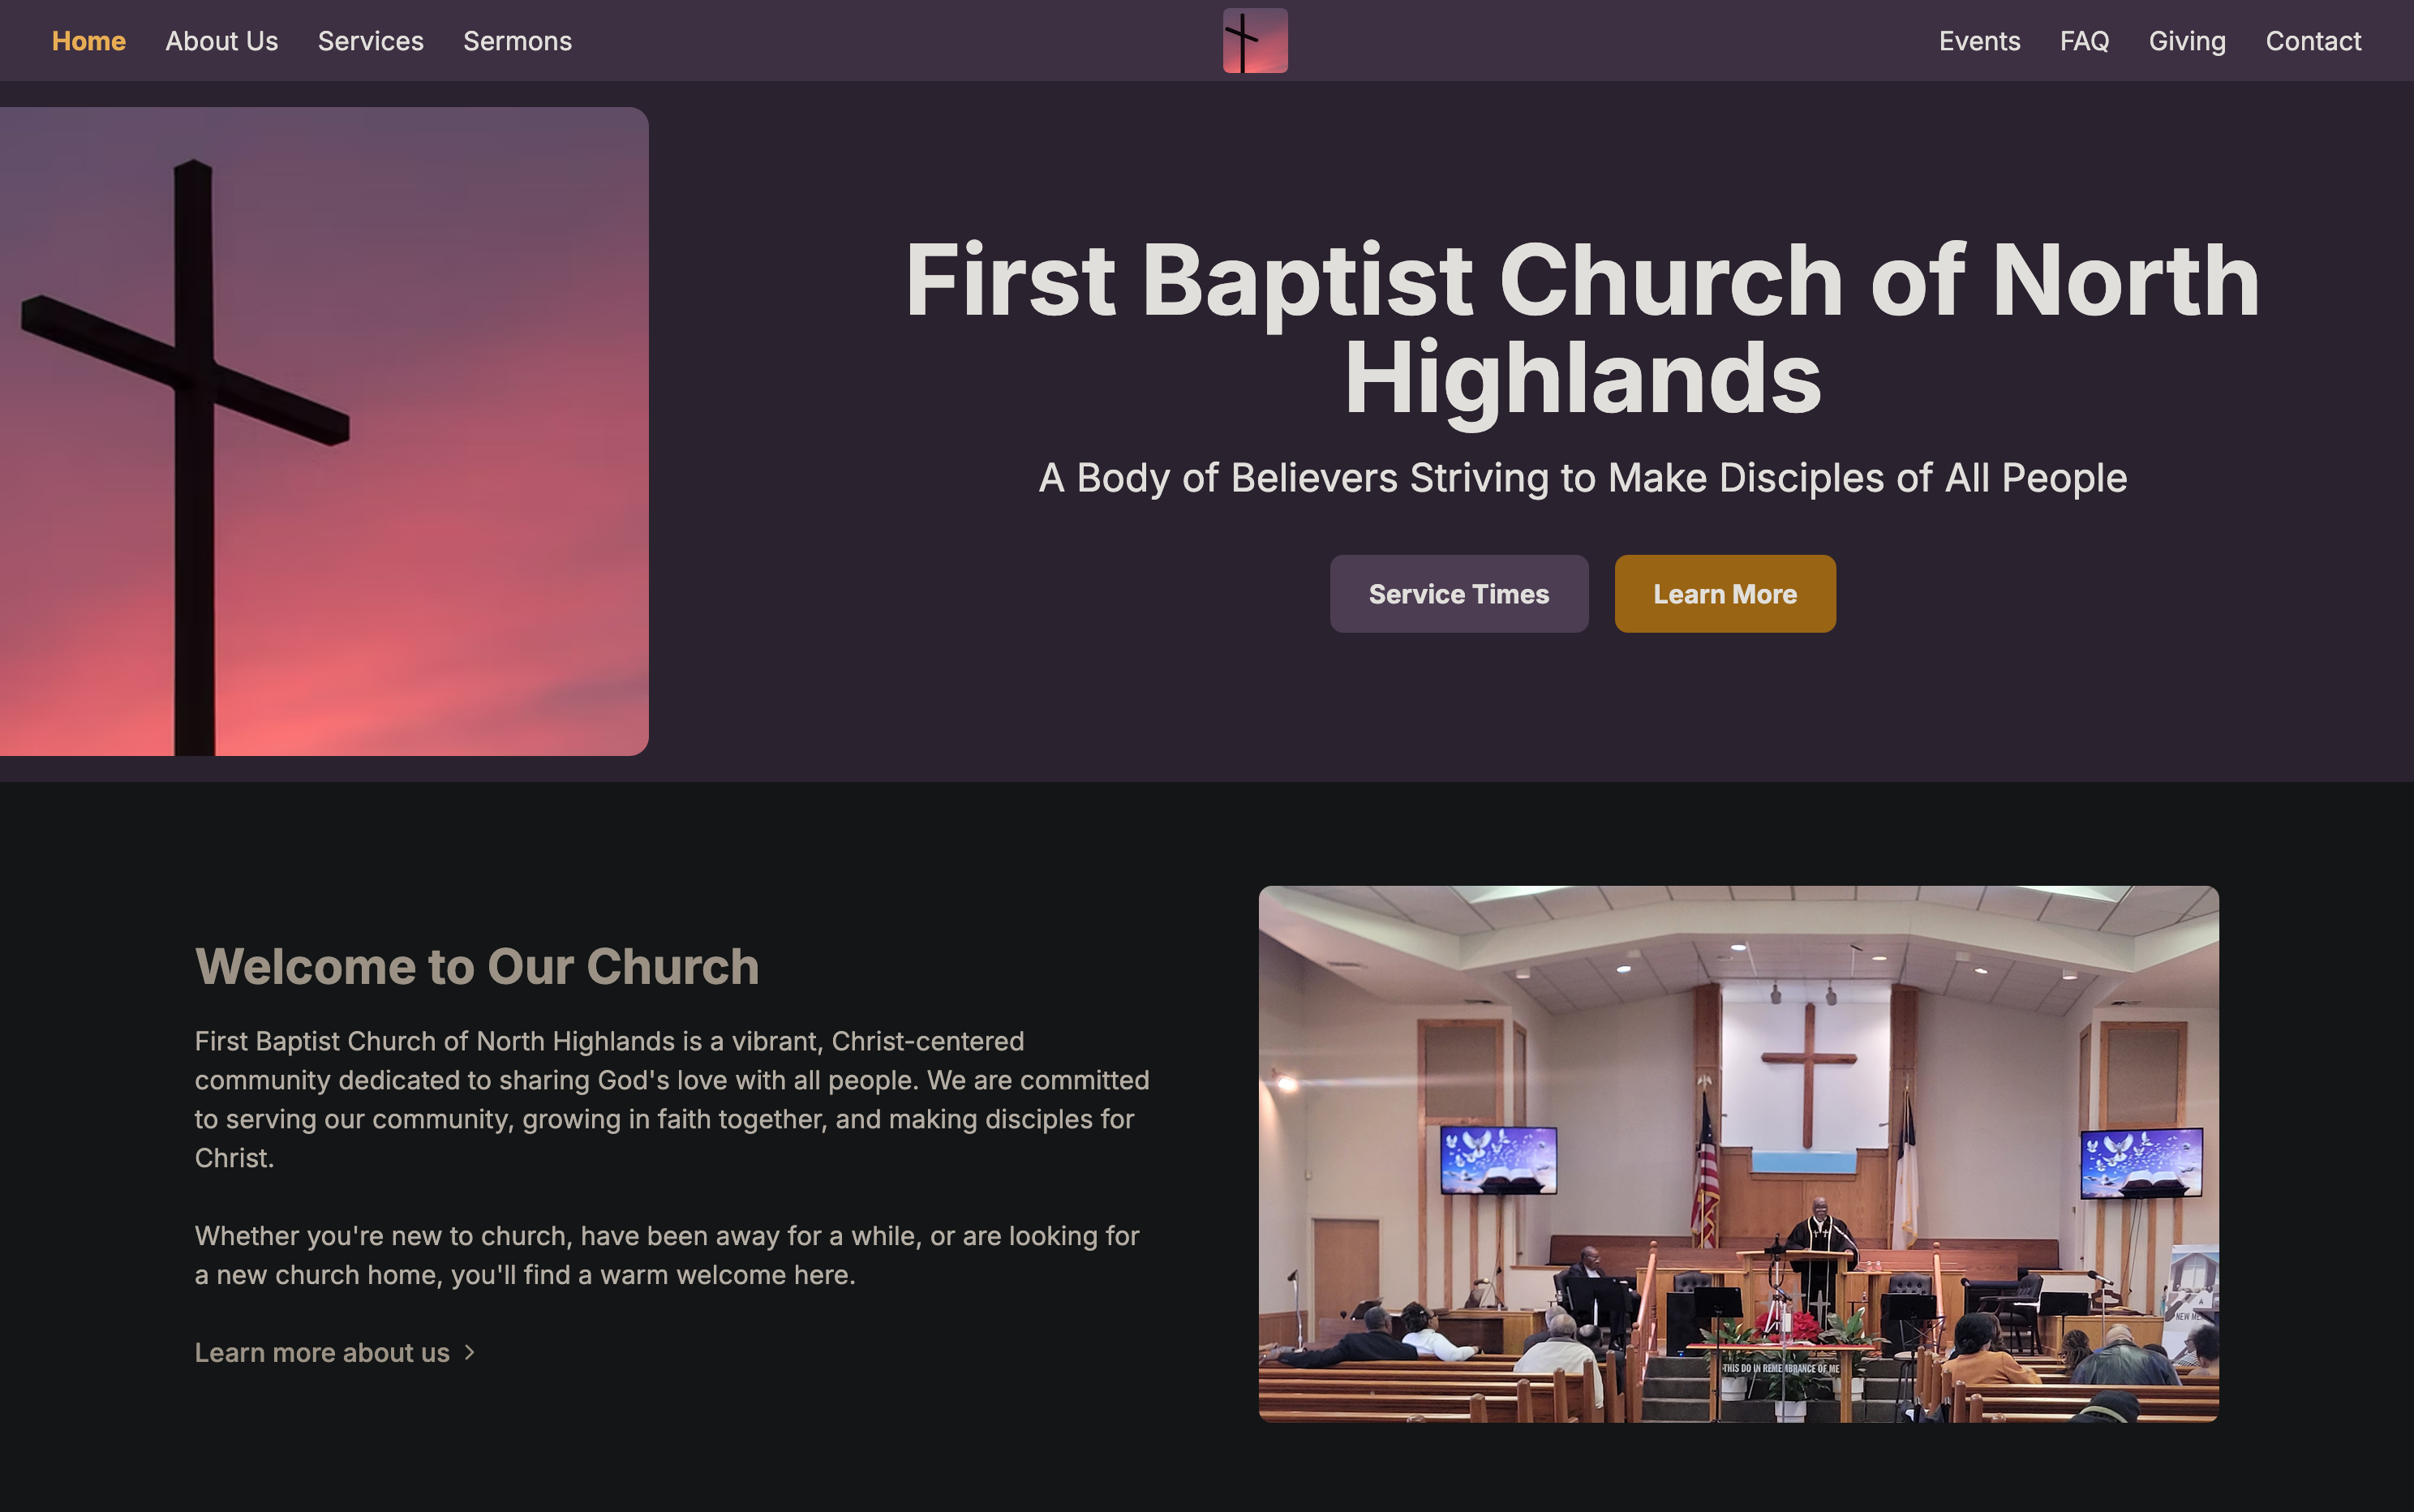 Home About Us Services Sermons Events FAQ Giving Contact
First Baptist Church of North
Highlands
A Body of Believers Striving to Make Disciples of All People
Service Times Learn More
Welcome to Our Church
First Baptist Church of North Highlands is a vibrant, Christ-centered
community dedicated to sharing God's love with all people. We are committed
to serving our community, growing in faith together, and making disciples for
Christ.
Whether you're new to church, have been away for a while, or are looking for
a new church home, you'll find a warm welcome here.
Learn more about us
THIS DO IN REMEMBRANCE OF ME
NEW